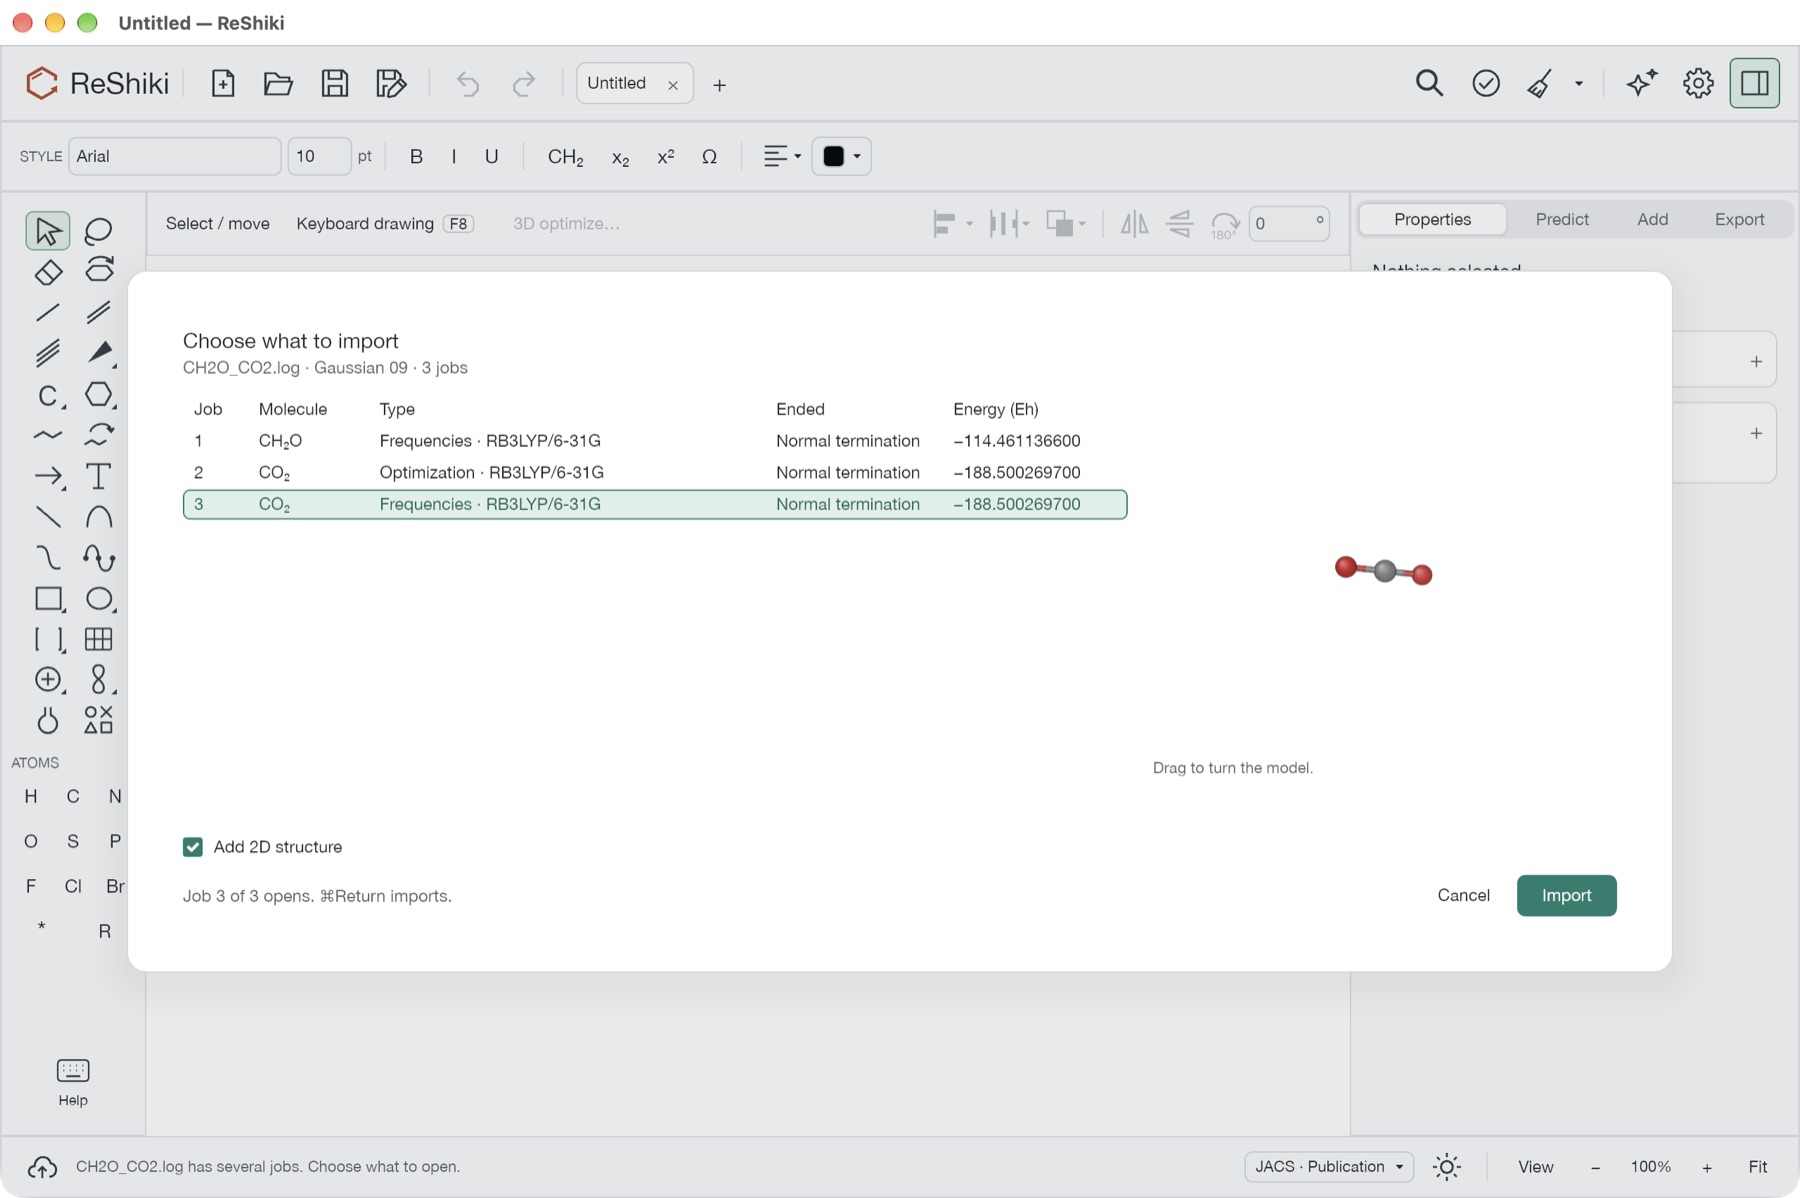 Untitled — ReShiki
ReShiki
Untitled ×
+
STYLE Arial 10 pt B I U CH₂ x₂ x² Ω
Select / move Keyboard drawing F8 3D optimize... 180° 0 °
Properties Predict Add Export
Nothing selected
Choose what to import
CH2O_CO2.log · Gaussian 09 · 3 jobs
Job Molecule Type Ended Energy (Eh)
1 CH₂O Frequencies · RB3LYP/6-31G Normal termination −114.461136600
2 CO₂ Optimization · RB3LYP/6-31G Normal termination −188.500269700
3 CO₂ Frequencies · RB3LYP/6-31G Normal termination −188.500269700
Drag to turn the model.
Add 2D structure
Job 3 of 3 opens. ⌘Return imports.
Cancel Import
C
T
ATOMS
H C N
O S P
F Cl Br
* R
Help
CH2O_CO2.log has several jobs. Choose what to open.
JACS · Publication
View − 100% + Fit